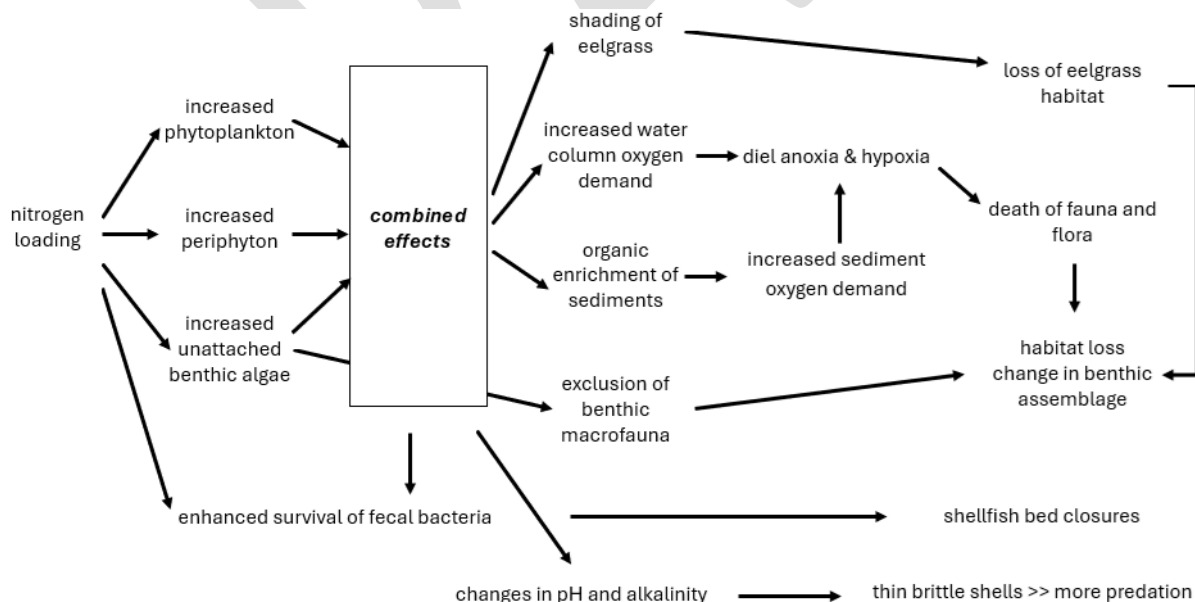 shading of
eelgrass
loss of eelgrass
habitat
increased
phytoplankton
increased water
column oxygen
demand
diel anoxia & hypoxia
nitrogen
loading
increased
periphyton
combined
effects
death of fauna and
flora
organic
enrichment of
sediments
increased sediment
oxygen demand
increased
unattached
benthic algae
habitat loss
change in benthic
assemblage
exclusion of
benthic
macrofauna
enhanced survival of fecal bacteria
shellfish bed closures
changes in pH and alkalinity
thin brittle shells >> more predation